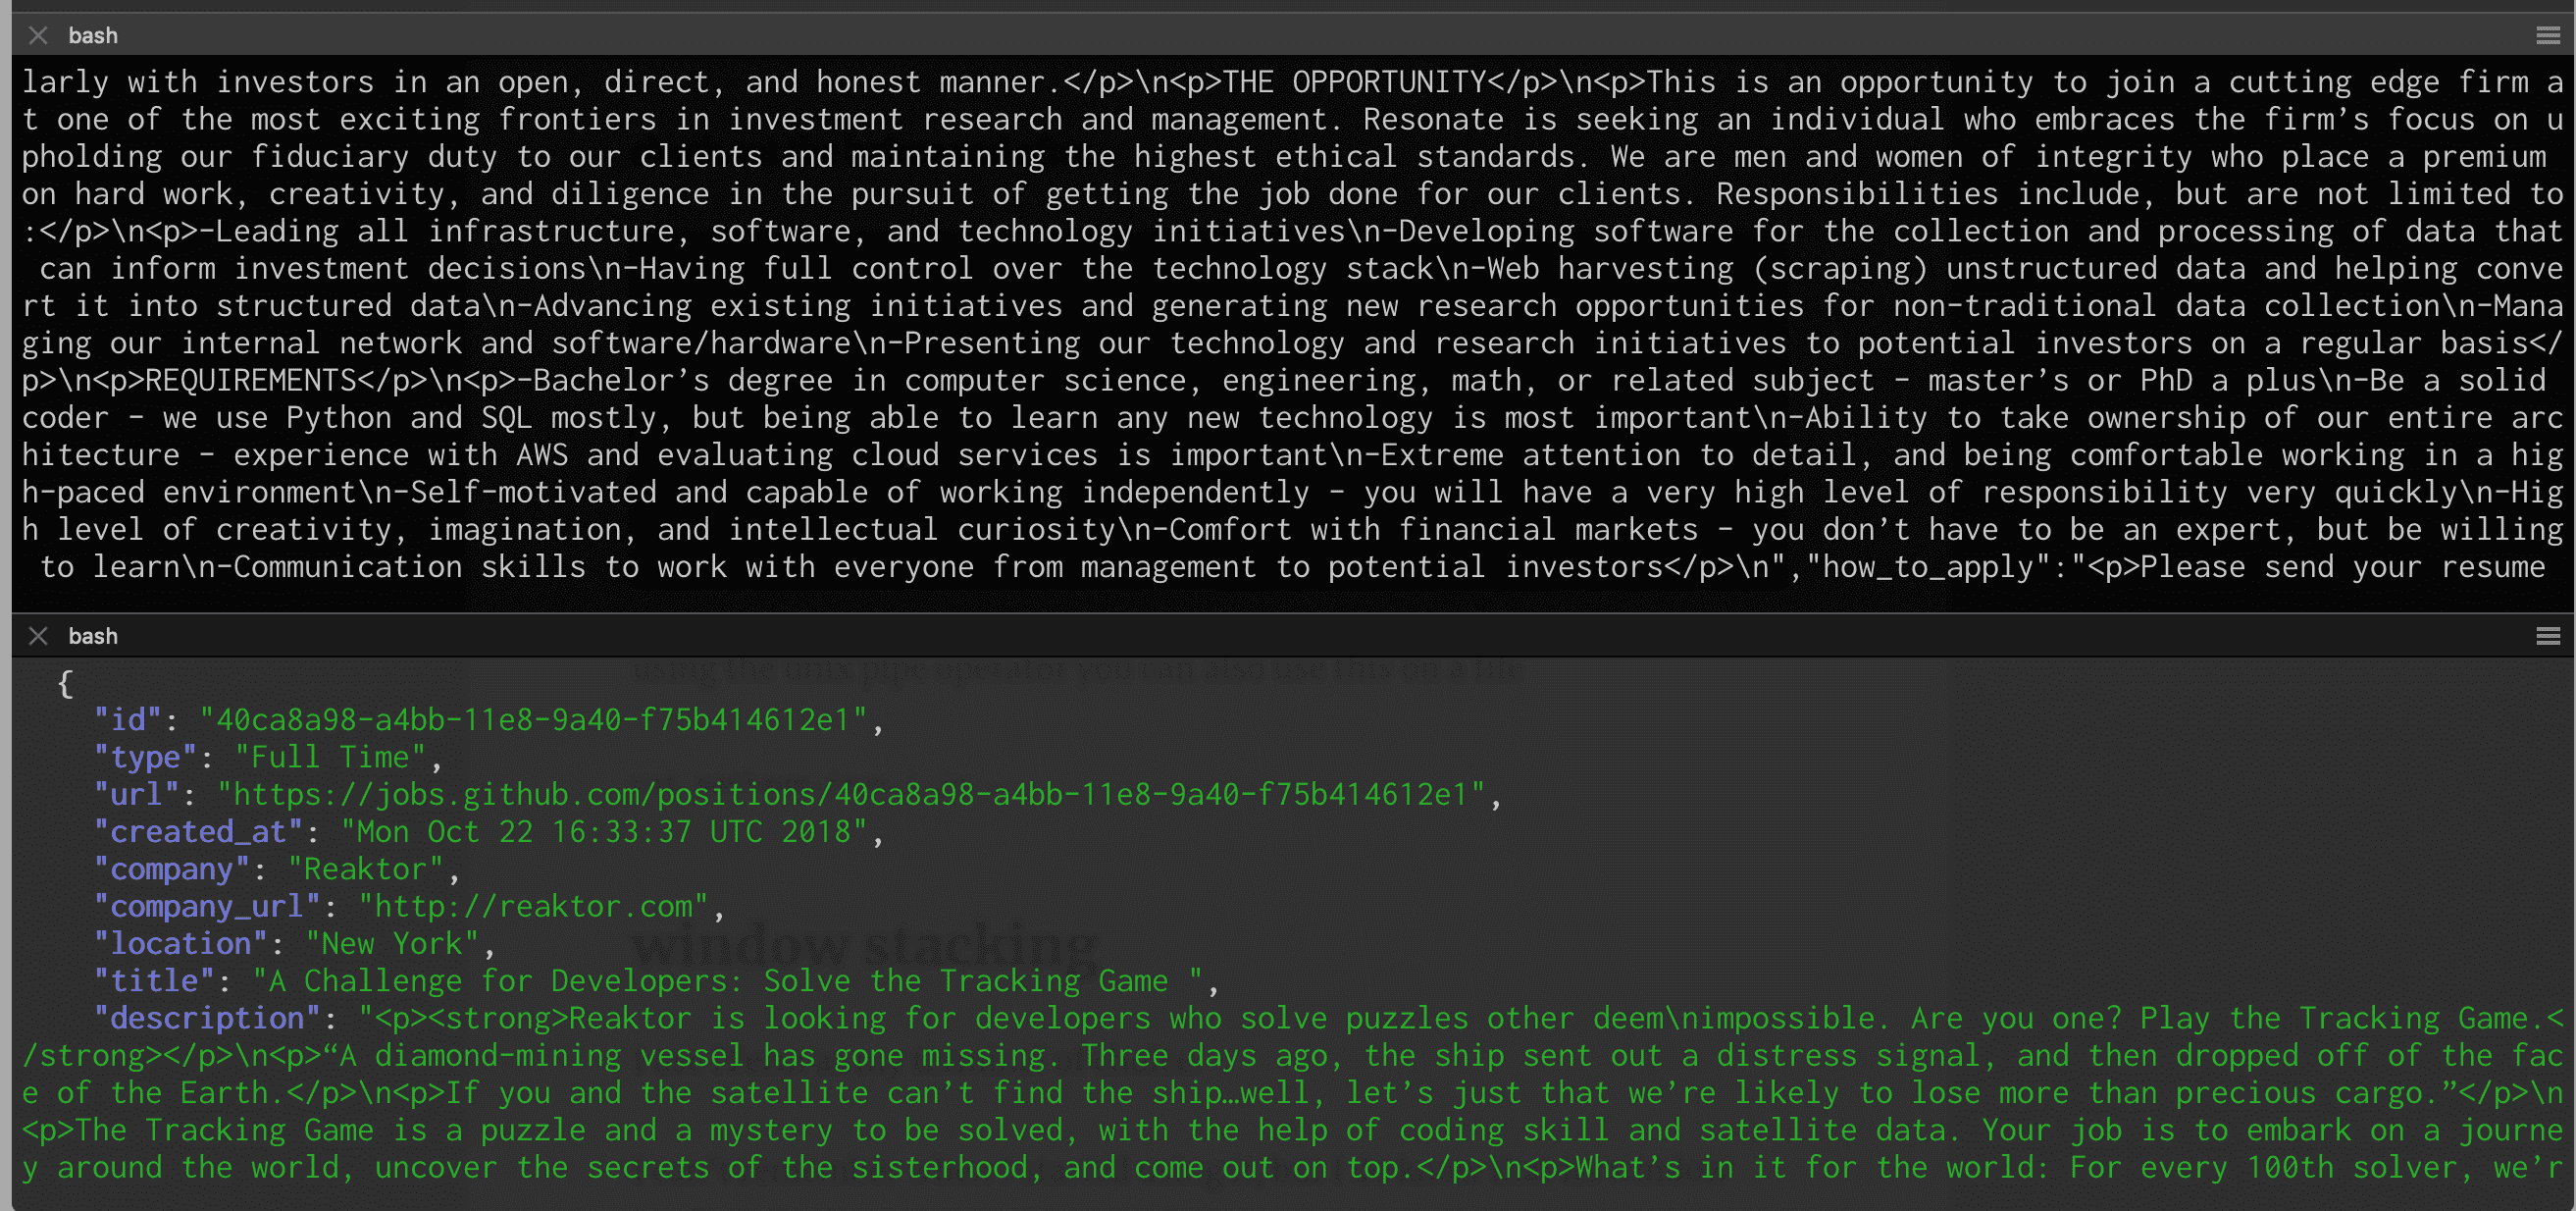 bash
larly with investors in an open, direct, and honest manner.</p>\n<p>THE OPPORTUNITY</p>\n<p>This is an opportunity to join a cutting edge firm a
t one of the most exciting frontiers in investment research and management. Resonate is seeking an individual who embraces the firm’s focus on u
pholding our fiduciary duty to our clients and maintaining the highest ethical standards. We are men and women of integrity who place a premium
on hard work, creativity, and diligence in the pursuit of getting the job done for our clients. Responsibilities include, but are not limited to
:</p>\n<p>-Leading all infrastructure, software, and technology initiatives\n-Developing software for the collection and processing of data that
 can inform investment decisions\n-Having full control over the technology stack\n-Web harvesting (scraping) unstructured data and helping conve
rt it into structured data\n-Advancing existing initiatives and generating new research opportunities for non-traditional data collection\n-Mana
ging our internal network and software/hardware\n-Presenting our technology and research initiatives to potential investors on a regular basis</
p>\n<p>REQUIREMENTS</p>\n<p>-Bachelor’s degree in computer science, engineering, math, or related subject – master’s or PhD a plus\n-Be a solid
coder – we use Python and SQL mostly, but being able to learn any new technology is most important\n-Ability to take ownership of our entire arc
hitecture – experience with AWS and evaluating cloud services is important\n-Extreme attention to detail, and being comfortable working in a hig
h-paced environment\n-Self-motivated and capable of working independently – you will have a very high level of responsibility very quickly\n-Hig
h level of creativity, imagination, and intellectual curiosity\n-Comfort with financial markets – you don’t have to be an expert, but be willing
 to learn\n-Communication skills to work with everyone from management to potential investors</p>\n","how_to_apply":"<p>Please send your resume
bash
using the unix pipe operator you can also use this on a file
{
"id": "40ca8a98-a4bb-11e8-9a40-f75b414612e1",
"type": "Full Time",
"url": "https://jobs.github.com/positions/40ca8a98-a4bb-11e8-9a40-f75b414612e1",
"created_at": "Mon Oct 22 16:33:37 UTC 2018",
"company": "Reaktor",
"company_url": "http://reaktor.com",
"location": "New York",
window stacking
"title": "A Challenge for Developers: Solve the Tracking Game ",
"description": "<p><strong>Reaktor is looking for developers who solve puzzles other deem\nimpossible. Are you one? Play the Tracking Game.<
/strong></p>\n<p>“A diamond-mining vessel has gone missing. Three days ago, the ship sent out a distress signal, and then dropped off of the fac
e of the Earth.</p>\n<p>If you and the satellite can’t find the ship…well, let’s just that we’re likely to lose more than precious cargo.”</p>\n
<p>The Tracking Game is a puzzle and a mystery to be solved, with the help of coding skill and satellite data. Your job is to embark on a journe
y around the world, uncover the secrets of the sisterhood, and come out on top.</p>\n<p>What’s in it for the world: For every 100th solver, we’r